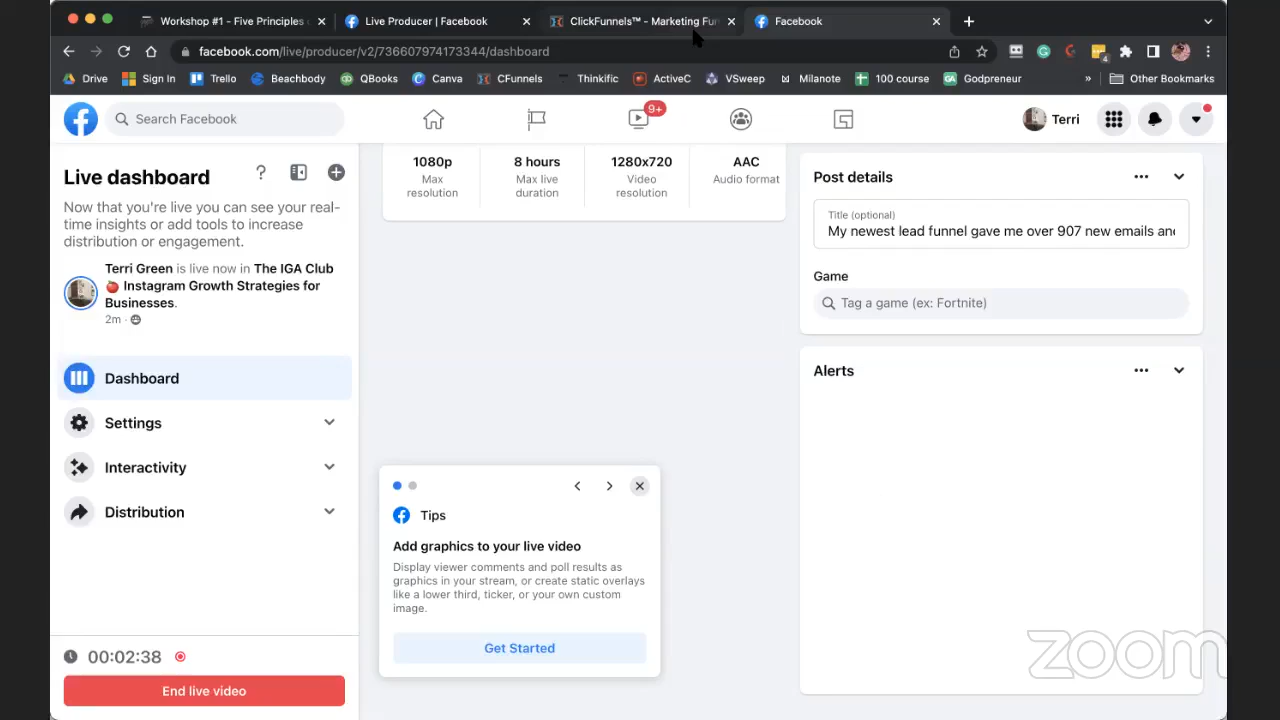 Workshop #1 - Five Principles
Live Producer | Facebook
ClickFunnels™ - Marketing Fun
Facebook
facebook.com/live/producer/v2/736607974173344/dashboard
Drive
Sign In
Trello
Beachbody
QBooks
Canva
CFunnels
Thinkific
ActiveC
VSweep
Milanote
100 course
Godpreneur
»
Other Bookmarks
Search Facebook
9+
Terri
Live dashboard
?
Now that you're live you can see your real-
time insights or add tools to increase
distribution or engagement.
Terri Green is live now in The IGA Club
🍎 Instagram Growth Strategies for
Businesses.
2m ·
Dashboard
Settings
Interactivity
Distribution
00:02:38
End live video
1080p
Max
resolution
8 hours
Max live
duration
1280x720
Video
resolution
AAC
Audio format
Tips
Add graphics to your live video
Display viewer comments and poll results as
graphics in your stream, or create static overlays
like a lower third, ticker, or your own custom
image.
Get Started
Post details
Title (optional)
My newest lead funnel gave me over 907 new emails and
Game
Tag a game (ex: Fortnite)
Alerts
zoom